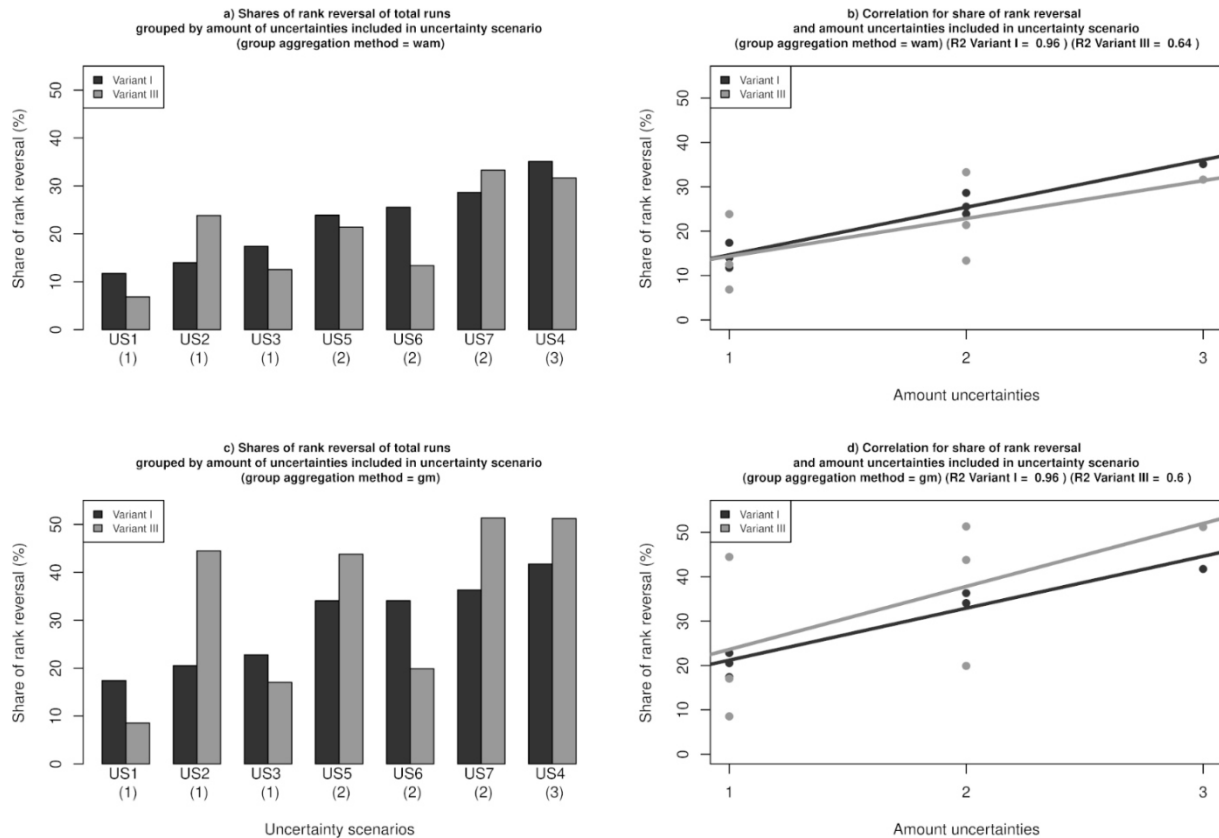 a) Shares of rank reversal of total runs
grouped by amount of uncertainties included in uncertainty scenario
(group aggregation method = wam)
Share of rank reversal (%)
50
40
30
20
10
0
Variant I
Variant III
US1 US2 US3 US5 US6 US7 US4
(1) (1) (1) (2) (2) (2) (3)
b) Correlation for share of rank reversal
and amount uncertainties included in uncertainty scenario
(group aggregation method = wam) (R2 Variant I = 0.96 ) (R2 Variant III = 0.64 )
Share of rank reversal (%)
50
40
30
20
10
0
Variant I
Variant III
1 2 3
Amount uncertainties
c) Shares of rank reversal of total runs
grouped by amount of uncertainties included in uncertainty scenario
(group aggregation method = gm)
Share of rank reversal (%)
50
40
30
20
10
0
Variant I
Variant III
US1 US2 US3 US5 US6 US7 US4
(1) (1) (1) (2) (2) (2) (3)
Uncertainty scenarios
d) Correlation for share of rank reversal
and amount uncertainties included in uncertainty scenario
(group aggregation method = gm) (R2 Variant I = 0.96 ) (R2 Variant III = 0.6 )
Share of rank reversal (%)
50
40
30
20
10
0
Variant I
Variant III
1 2 3
Amount uncertainties